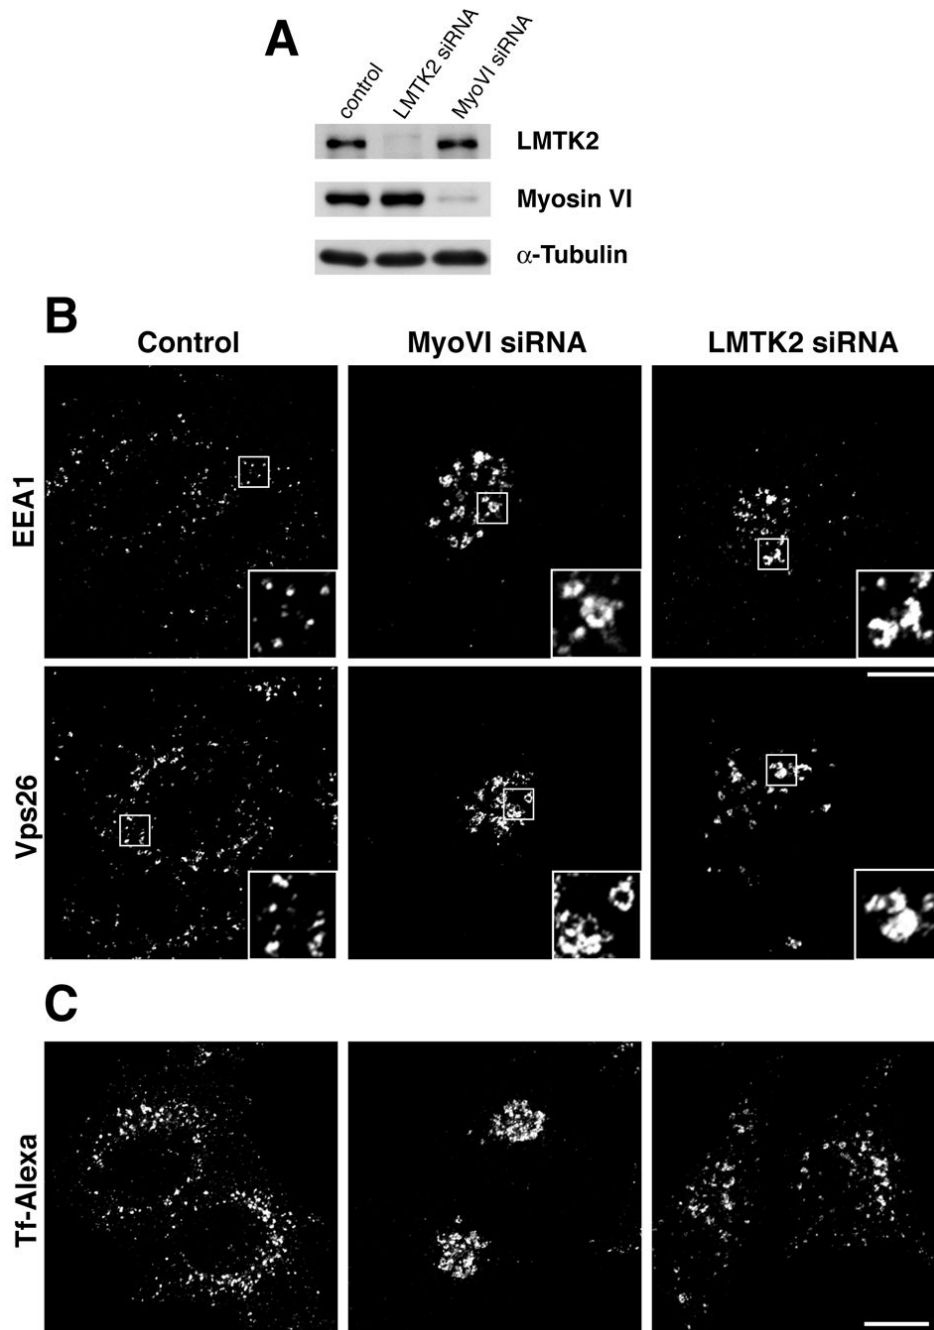 A
control
LMTK2 siRNA
MyoVI siRNA
LMTK2
Myosin VI
α-Tubulin
B
Control
MyoVI siRNA
LMTK2 siRNA
EEA1
Vps26
C
Tf-Alexa